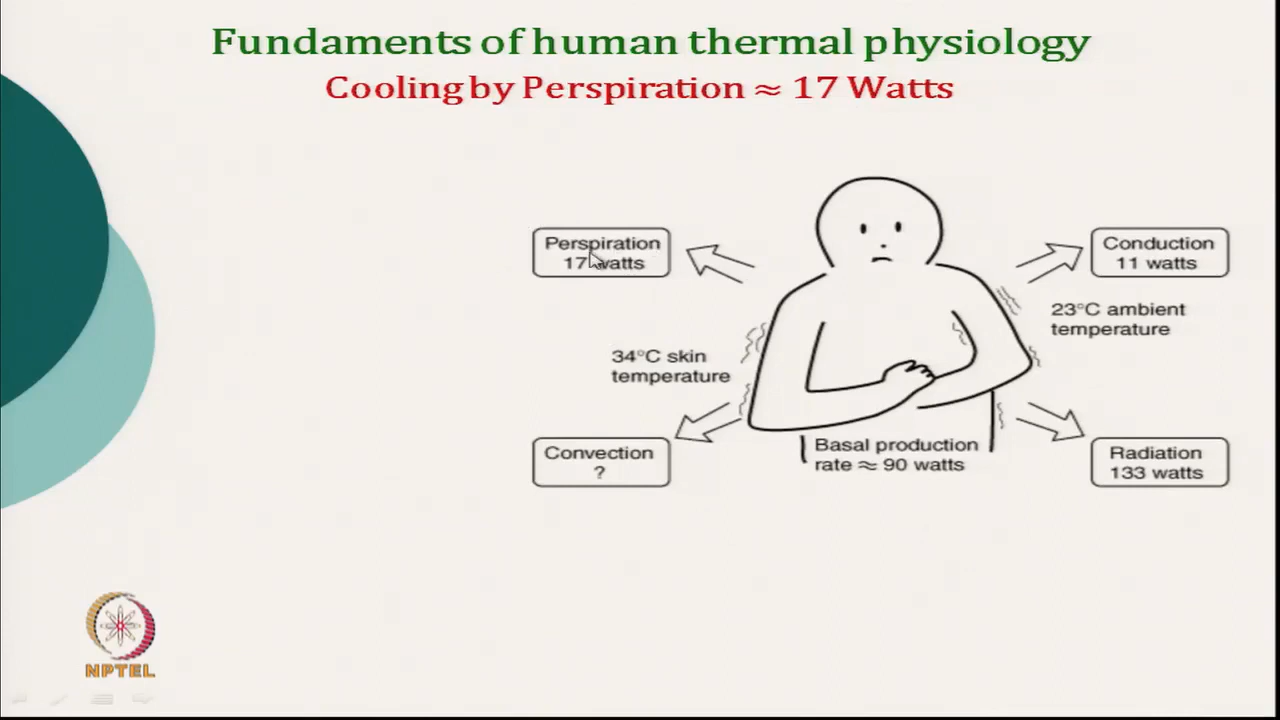 Fundaments of human thermal physiology
Cooling by Perspiration ≈ 17 Watts
Perspiration
17 watts
Conduction
11 watts
23°C ambient
temperature
34°C skin
temperature
Convection
?
Basal production
rate ≈ 90 watts
Radiation
133 watts
NPTEL